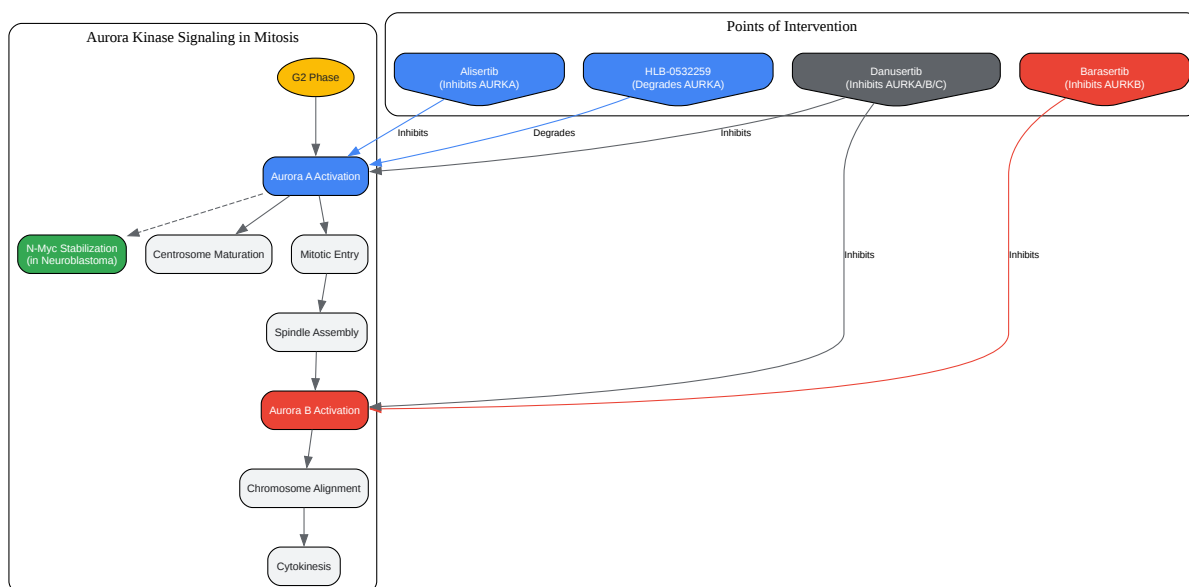 Aurora Kinase Signaling in Mitosis
G2 Phase
Aurora A Activation
N-Myc Stabilization
(in Neuroblastoma)
Centrosome Maturation
Mitotic Entry
Spindle Assembly
Aurora B Activation
Chromosome Alignment
Cytokinesis
Points of Intervention
Alisertib
(Inhibits AURKA)
HLB-0532259
(Degrades AURKA)
Danusertib
(Inhibits AURKA/B/C)
Barasertib
(Inhibits AURKB)
Inhibits
Degrades
Inhibits
Inhibits
Inhibits